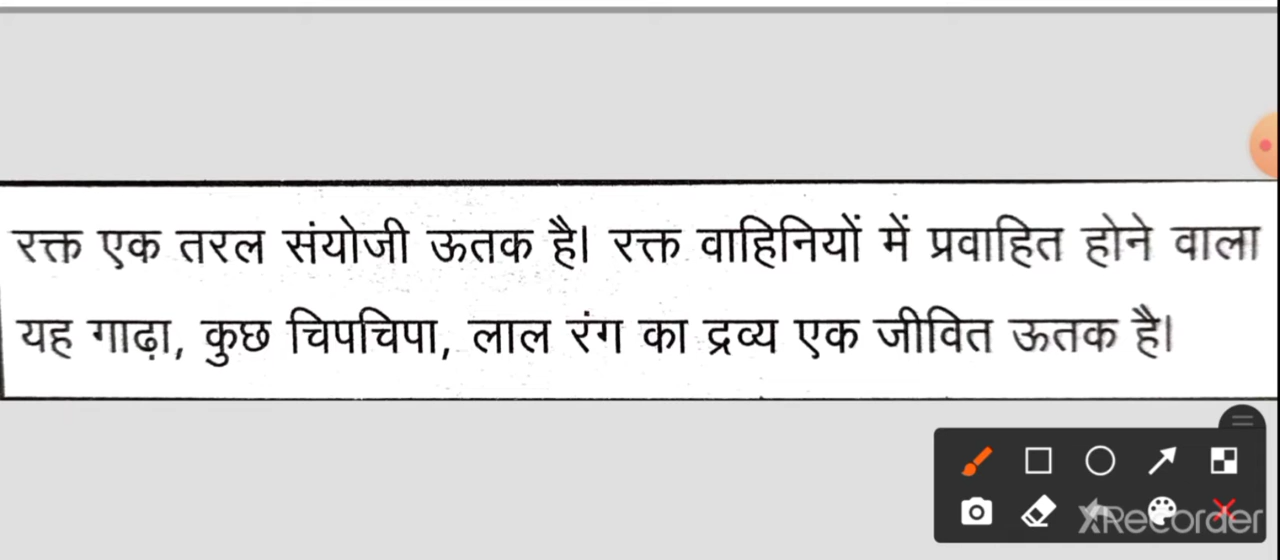 रक्त एक तरल संयोजी ऊतक है। रक्त वाहिनियों में प्रवाहित होने वाला
यह गाढ़ा, कुछ चिपचिपा, लाल रंग का द्रव्य एक जीवित ऊतक है।
XRecorder